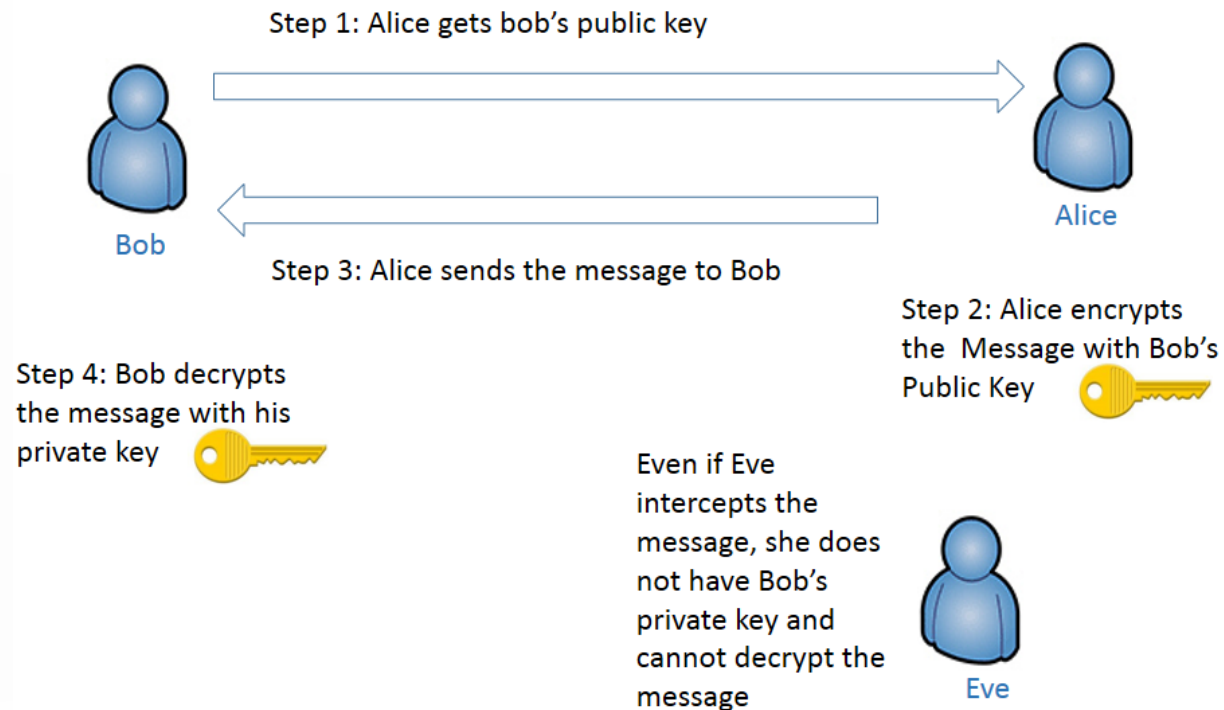 Step 1: Alice gets bob’s public key
Bob
Alice
Step 3: Alice sends the message to Bob
Step 2: Alice encrypts
the Message with Bob’s
Public Key
Step 4: Bob decrypts
the message with his
private key
Even if Eve
intercepts the
message, she does
not have Bob’s
private key and
cannot decrypt the
message
Eve